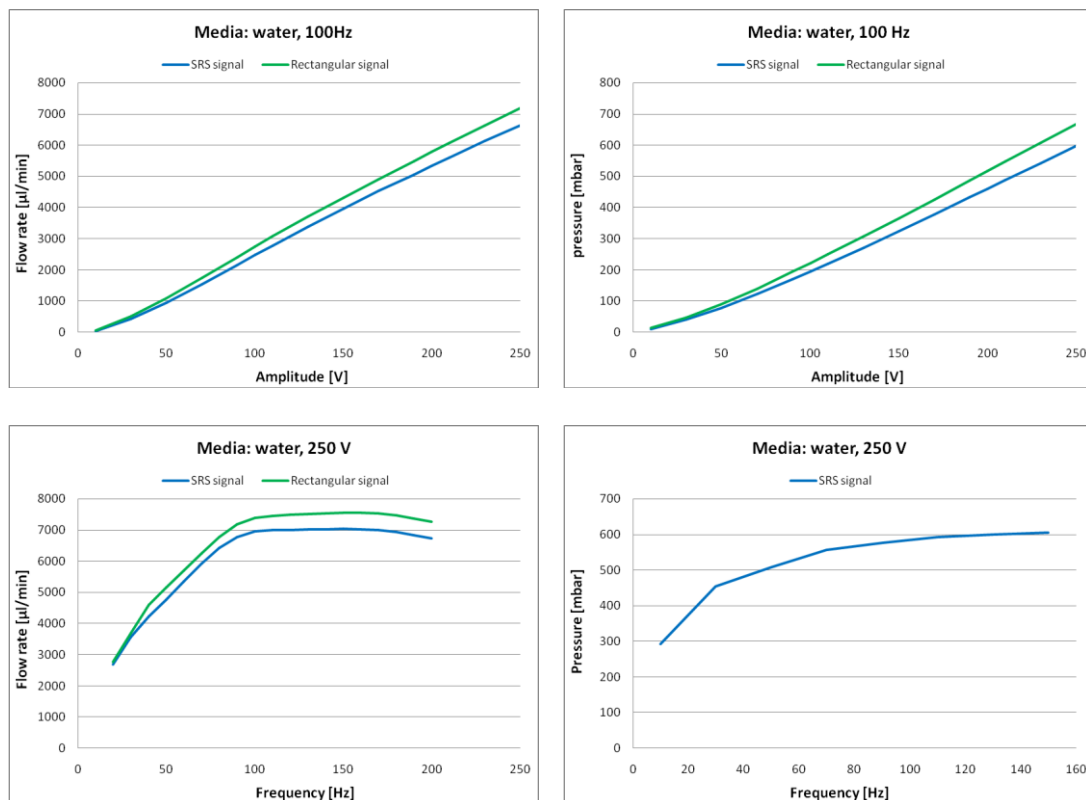 Media: water, 100Hz
SRS signal Rectangular signal
8000
7000
6000
5000
4000
3000
2000
1000
0
Flow rate [µl/min]
0 50 100 150 200 250
Amplitude [V]
Media: water, 100 Hz
SRS signal Rectangular signal
800
700
600
500
400
300
200
100
0
pressure [mbar]
0 50 100 150 200 250
Amplitude [V]
Media: water, 250 V
SRS signal Rectangular signal
8000
7000
6000
5000
4000
3000
2000
1000
0
Flow rate [µl/min]
0 50 100 150 200 250
Frequency [Hz]
Media: water, 250 V
SRS signal
700
600
500
400
300
200
100
0
Pressure [mbar]
0 20 40 60 80 100 120 140 160
Frequency [Hz]